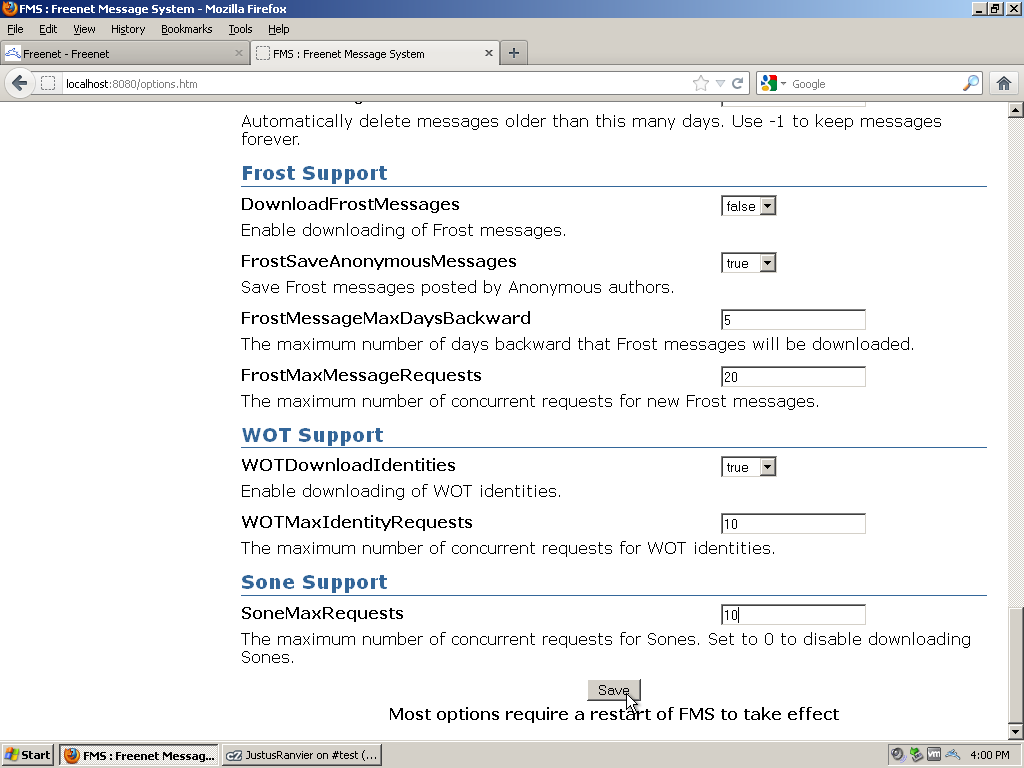 FMS : Freenet Message System - Mozilla Firefox
File Edit View History Bookmarks Tools Help
Freenet - Freenet
FMS : Freenet Message System
localhost:8080/options.htm
Google
Automatically delete messages older than this many days. Use -1 to keep messages
forever.
Frost Support
DownloadFrostMessages false
Enable downloading of Frost messages.
FrostSaveAnonymousMessages true
Save Frost messages posted by Anonymous authors.
FrostMessageMaxDaysBackward 5
The maximum number of days backward that Frost messages will be downloaded.
FrostMaxMessageRequests 20
The maximum number of concurrent requests for new Frost messages.
WOT Support
WOTDownloadIdentities true
Enable downloading of WOT identities.
WOTMaxIdentityRequests 10
The maximum number of concurrent requests for WOT identities.
Sone Support
SoneMaxRequests 10
The maximum number of concurrent requests for Sones. Set to 0 to disable downloading
Sones.
Save
Most options require a restart of FMS to take effect
Start FMS : Freenet Messag... JustusRanvier on #test (... 4:00 PM